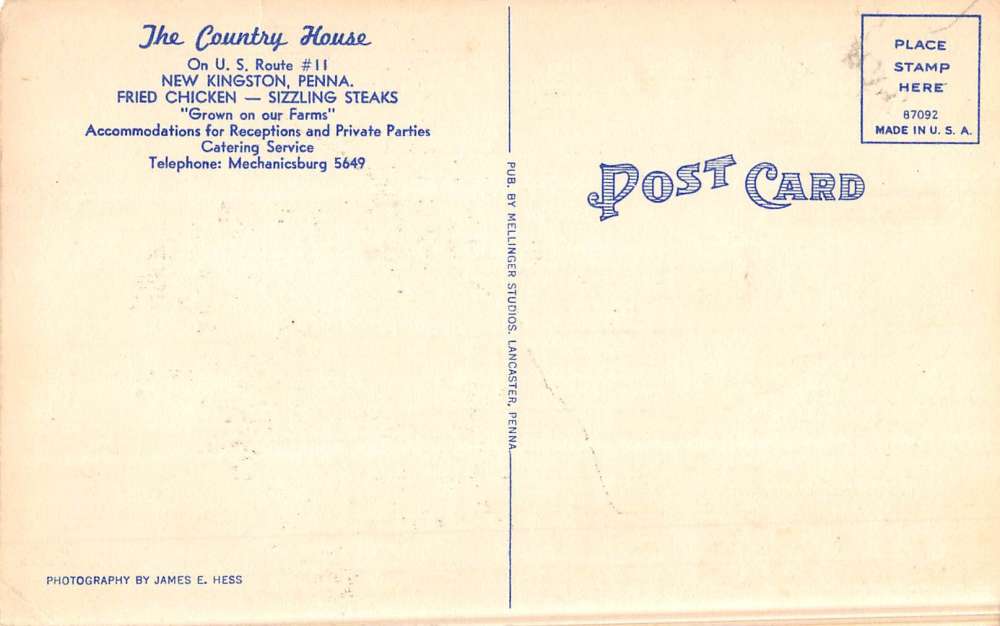 The Country House
On U. S. Route #11
NEW KINGSTON, PENNA.
FRIED CHICKEN — SIZZLING STEAKS
"Grown on our Farms"
Accommodations for Receptions and Private Parties
Catering Service
Telephone: Mechanicsburg 5649
PHOTOGRAPHY BY JAMES E. HESS
PUB. BY MELLINGER STUDIOS, LANCASTER, PENNA.
POST CARD
PLACE
STAMP
HERE
87092
MADE IN U. S. A.